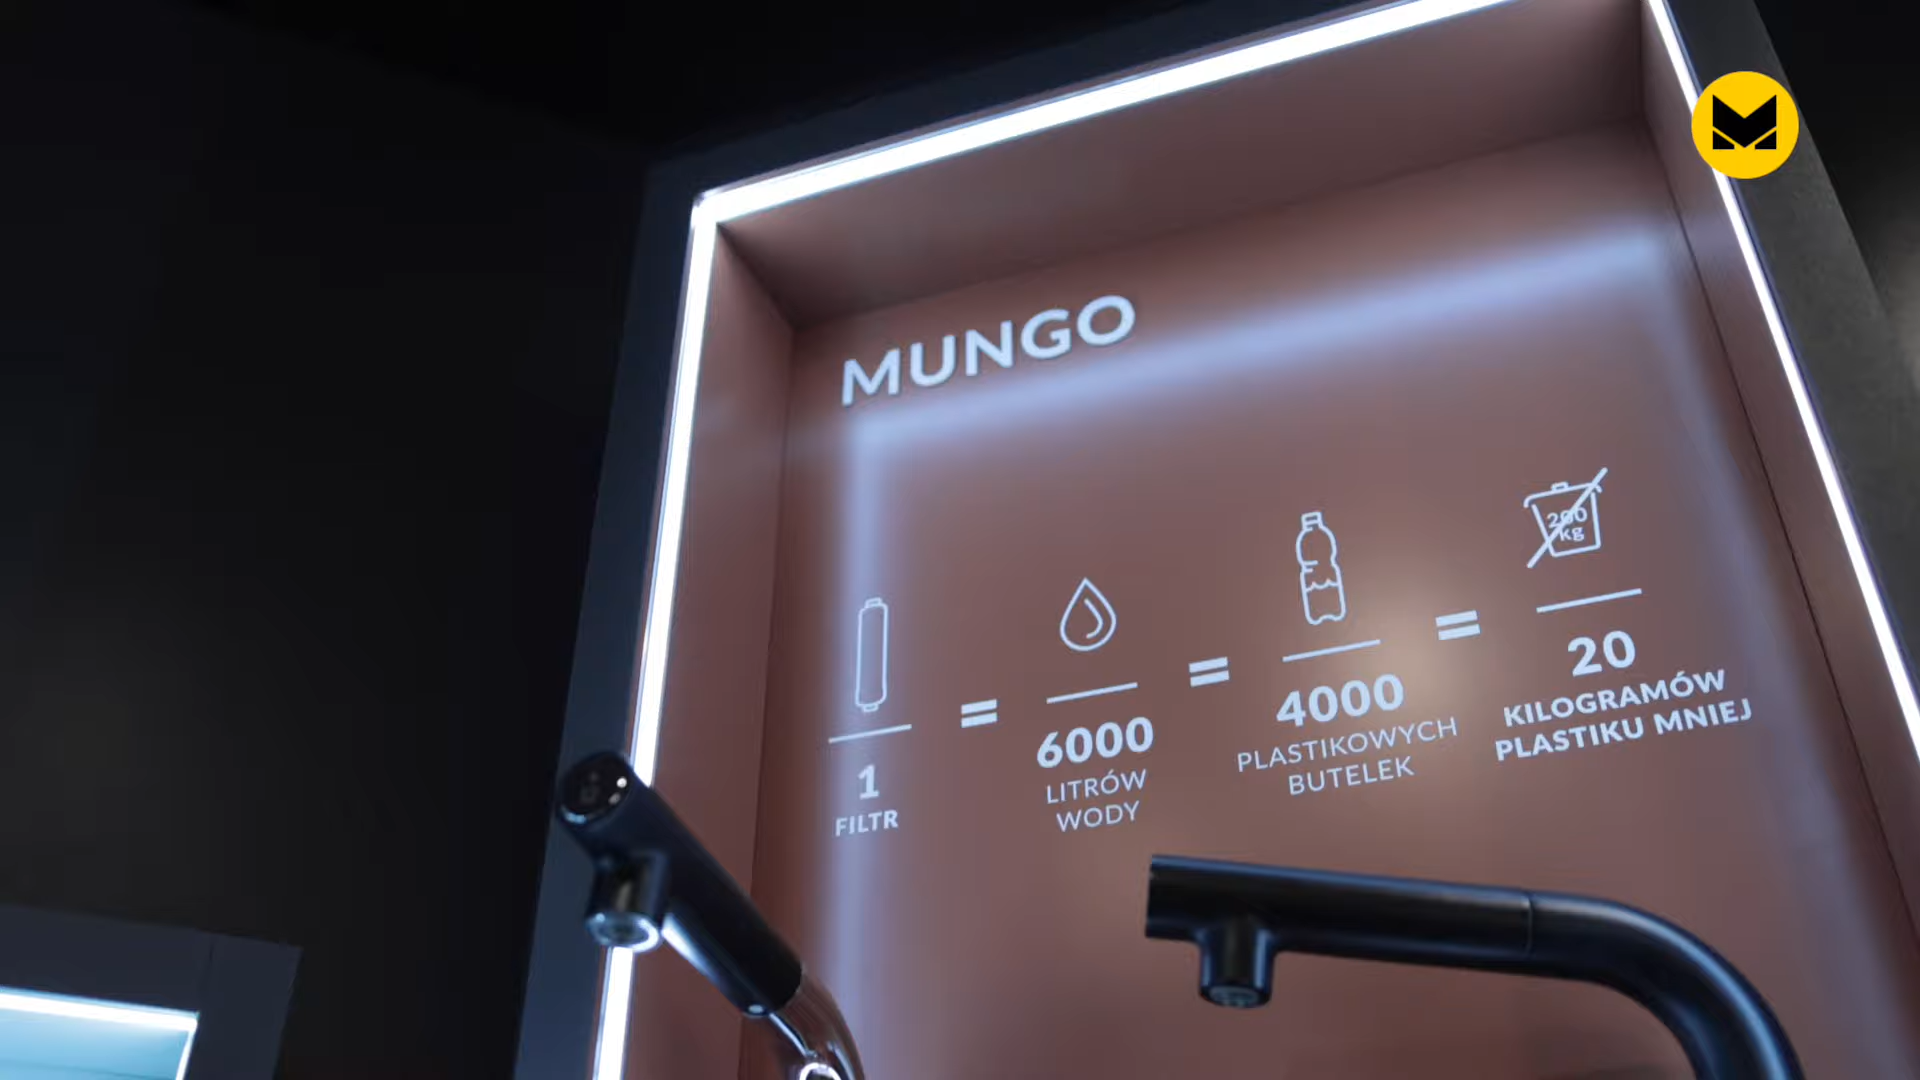 MUNGO
200
kg
1
FILTR
=
6000
LITRÓW
WODY
=
4000
PLASTIKOWYCH
BUTELEK
=
20
KILOGRAMÓW
PLASTIKU MNIEJ